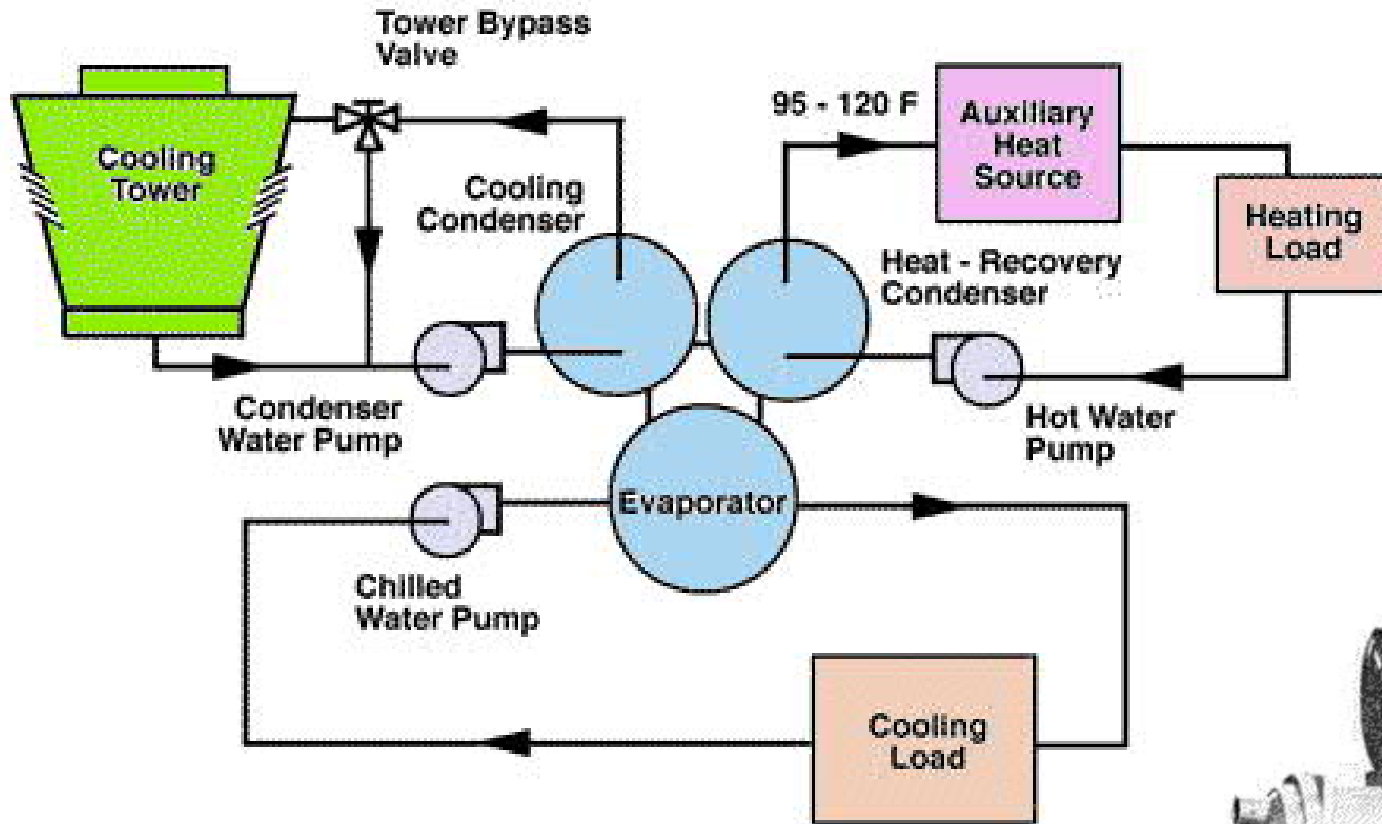 Tower Bypass
Valve
Cooling
Tower
Cooling
Condenser
95 - 120 F
Auxiliary
Heat
Source
Heating
Load
Heat - Recovery
Condenser
Condenser
Water Pump
Hot Water
Pump
Evaporator
Chilled
Water Pump
Cooling
Load